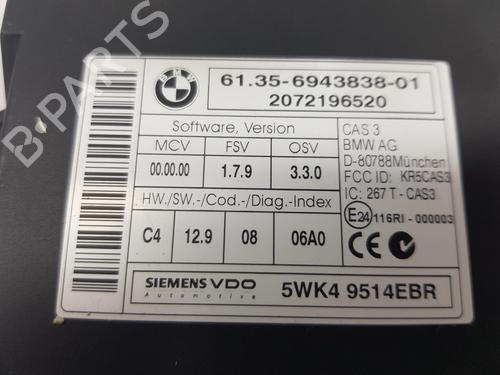 BMW
61.35-6943838-01
2072196520
Software, Version
MCV FSV OSV
00.00.00 1.7.9 3.3.0
HW./SW.-/Cod.-/Diag.-Index
C4 12.9 08 06A0
CAS 3
BMW AG
D-80788München
FCC ID: KR5CAS3
IC: 267 T - CAS3
E24 116RI - 000003
CE
SIEMENS VDO
Automotive
5WK4 9514EBR